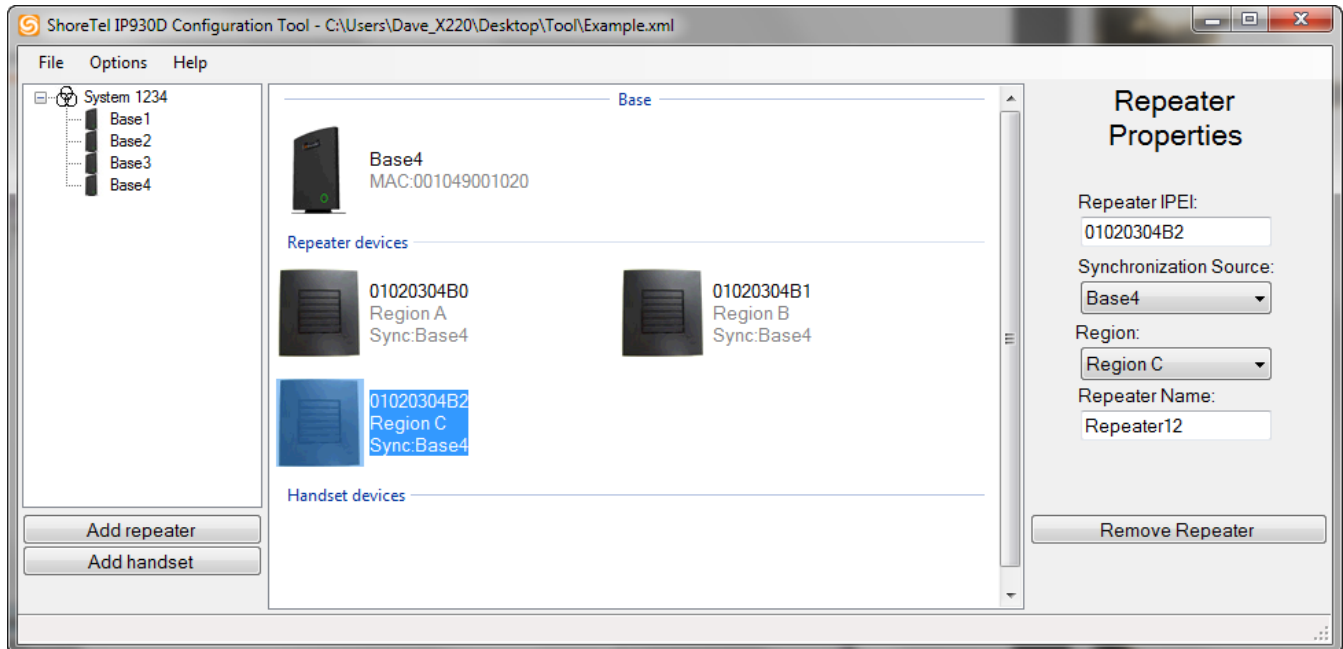 ShoreTel IP930D Configuration Tool - C:\Users\Dave_X220\Desktop\Tool\Example.xml
File Options Help
System 1234
Base1
Base2
Base3
Base4
Add repeater
Add handset
Base
Base4
MAC:001049001020
Repeater devices
01020304B0
Region A
Sync:Base4
01020304B1
Region B
Sync:Base4
01020304B2
Region C
Sync:Base4
Handset devices
Repeater
Properties
Repeater IPEI:
01020304B2
Synchronization Source:
Base4
Region:
Region C
Repeater Name:
Repeater12
Remove Repeater